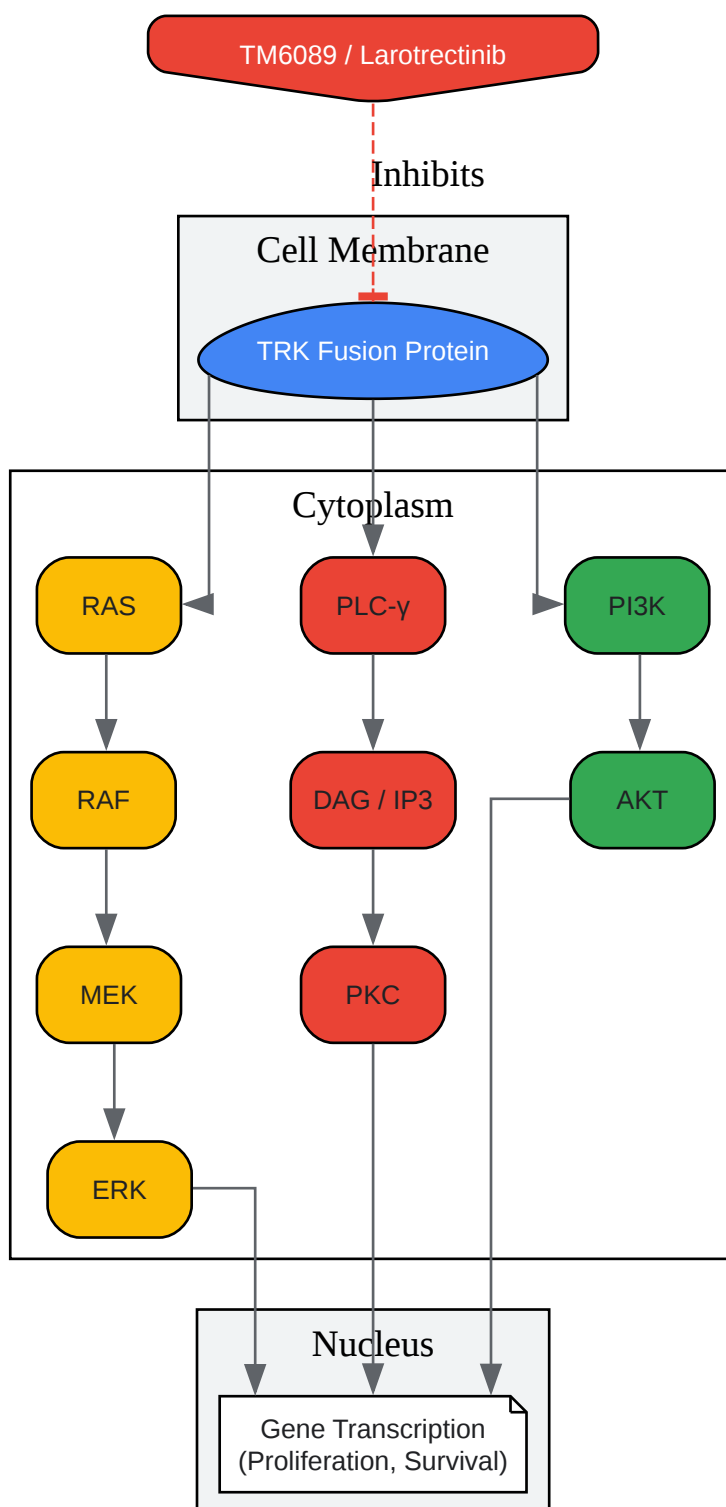 TM6089 / Larotrectinib
Inhibits
Cell Membrane
TRK Fusion Protein
Cytoplasm
RAS
PLC-γ
PI3K
RAF
DAG / IP3
AKT
MEK
PKC
ERK
Nucleus
Gene Transcription
(Proliferation, Survival)